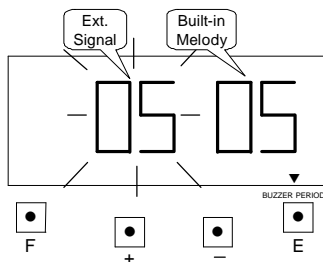 Ext.
Signal
Built-in
Melody
05 05
BUZZER PERIOD
F + − E